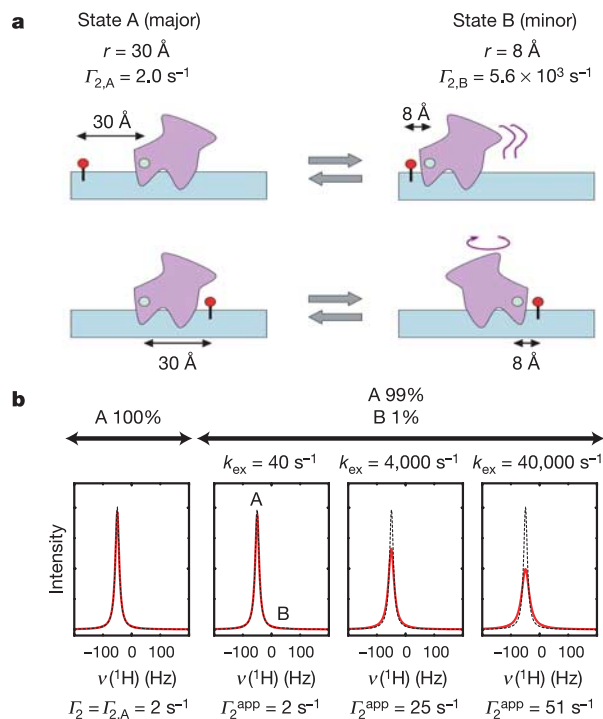 a
State A (major)
State B (minor)
r = 30 Å
r = 8 Å
Γ2,A = 2.0 s⁻¹
Γ2,B = 5.6 × 10³ s⁻¹
30 Å
8 Å
30 Å
8 Å
b
A 99%
A 100%
B 1%
kex = 40 s⁻¹
kex = 4,000 s⁻¹
kex = 40,000 s⁻¹
Intensity
A
B
−100 0 100
−100 0 100
−100 0 100
−100 0 100
ν(¹H) (Hz)
ν(¹H) (Hz)
ν(¹H) (Hz)
ν(¹H) (Hz)
Γ2 = Γ2,A = 2 s⁻¹
Γ2app = 2 s⁻¹
Γ2app = 25 s⁻¹
Γ2app = 51 s⁻¹